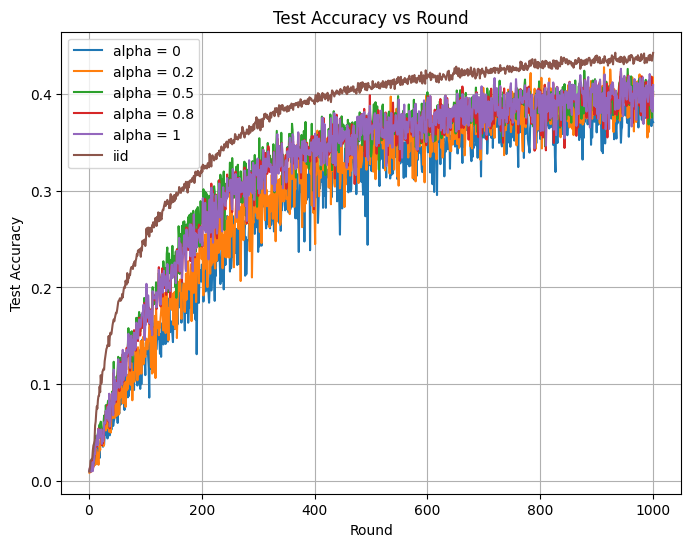 Test Accuracy vs Round
alpha = 0
alpha = 0.2
alpha = 0.5
alpha = 0.8
alpha = 1
iid
Test Accuracy
0.4
0.3
0.2
0.1
0.0
0
200
400
600
800
1000
Round